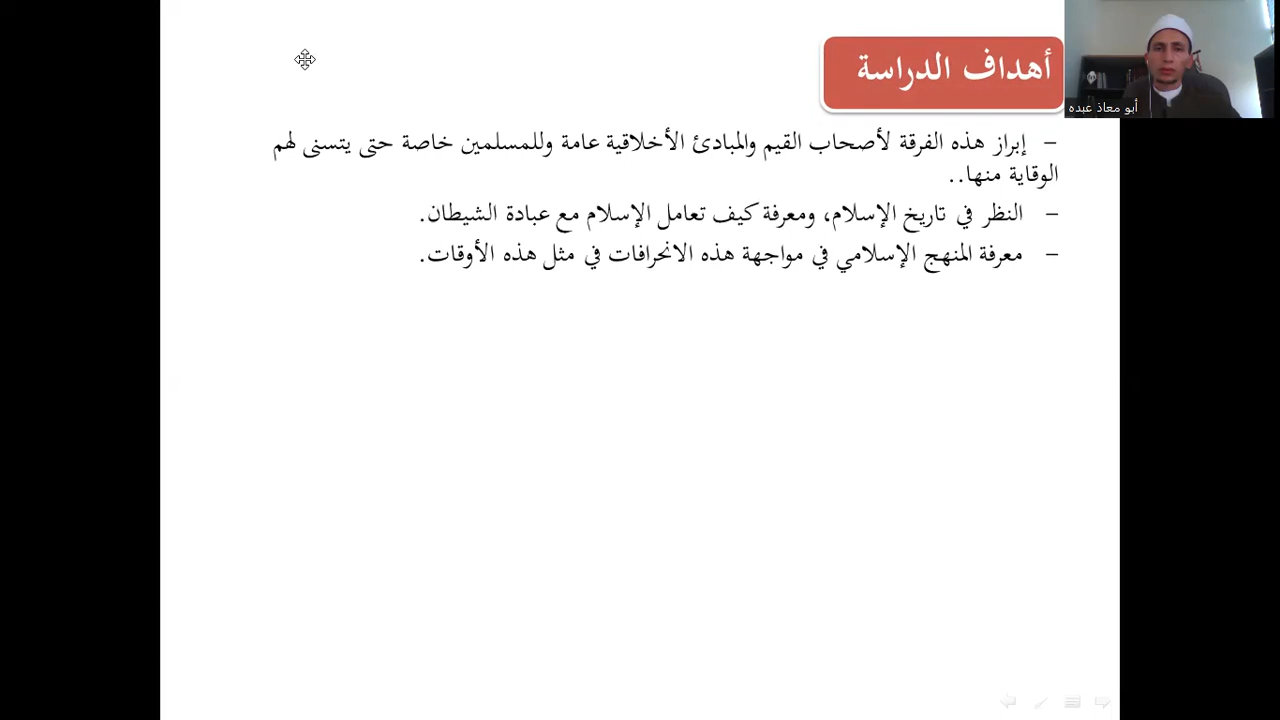 أهداف الدراسة
أبو معاذ عبده
– إبراز هذه الفرقة لأصحاب القيم والمبادئ الأخلاقية عامة وللمسلمين خاصة حتى يتسنى لهم
الوقاية منها..
– النظر في تاريخ الإسلام، ومعرفة كيف تعامل الإسلام مع عبادة الشيطان.
– معرفة المنهج الإسلامي في مواجهة هذه الانحرافات في مثل هذه الأوقات.